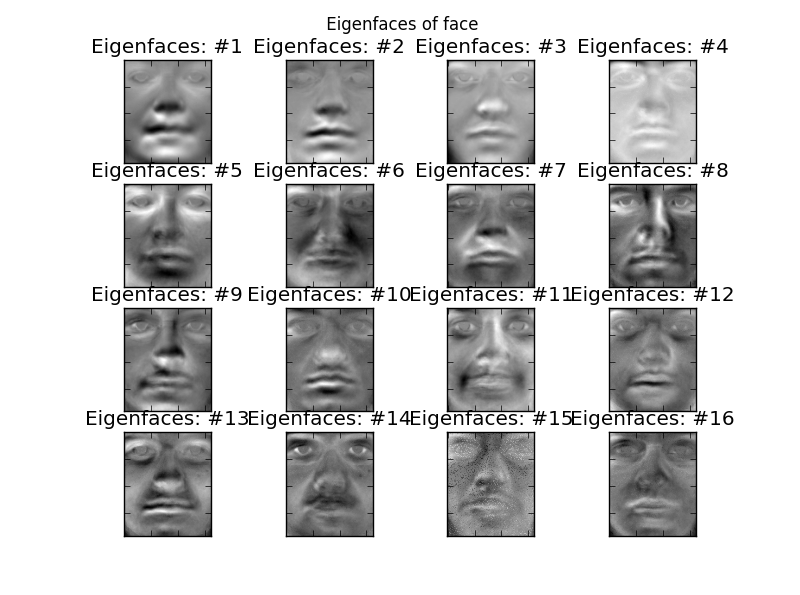 Eigenfaces of face
Eigenfaces: #1 Eigenfaces: #2 Eigenfaces: #3 Eigenfaces: #4
Eigenfaces: #5 Eigenfaces: #6 Eigenfaces: #7 Eigenfaces: #8
Eigenfaces: #9 Eigenfaces: #10 Eigenfaces: #11 Eigenfaces: #12
Eigenfaces: #13 Eigenfaces: #14 Eigenfaces: #15 Eigenfaces: #16